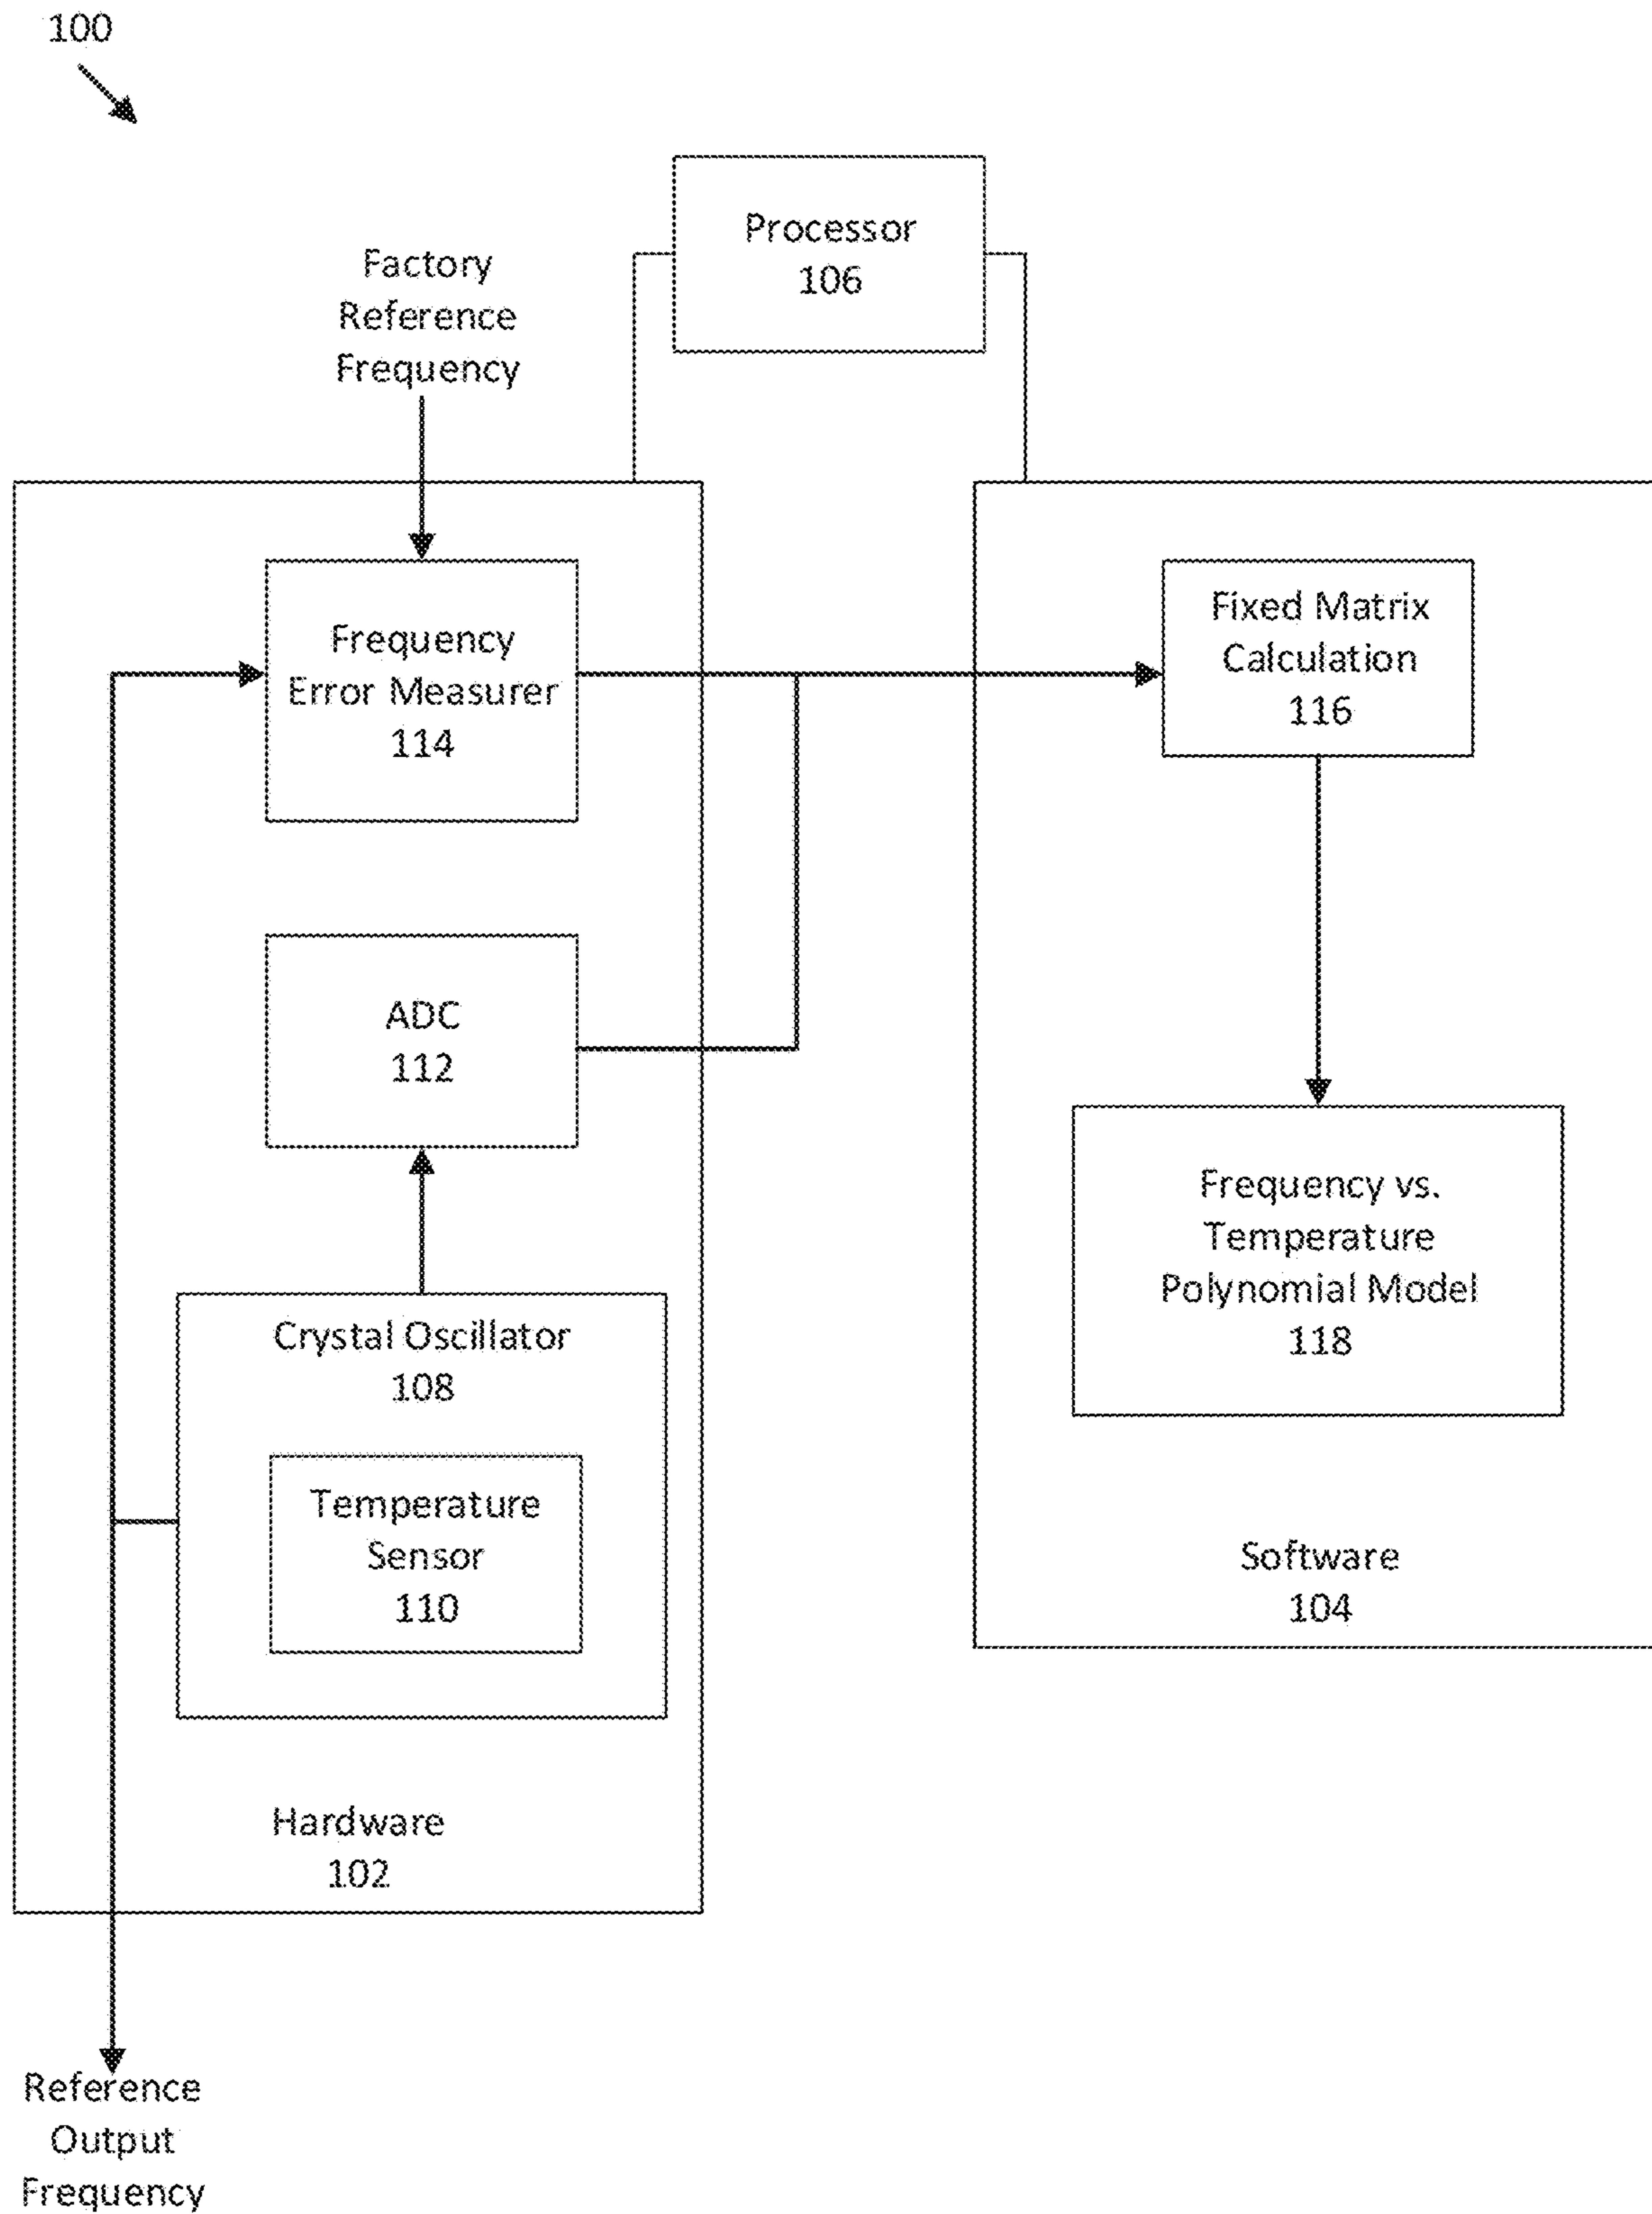 100
Processor
106
Factory
Reference
Frequency
Frequency
Error Measurer
114
Fixed Matrix
Calculation
116
ADC
112
Frequency vs.
Temperature
Polynomial Model
118
Crystal Oscillator
108
Temperature
Sensor
110
Software
104
Hardware
102
Reference
Output
Frequency